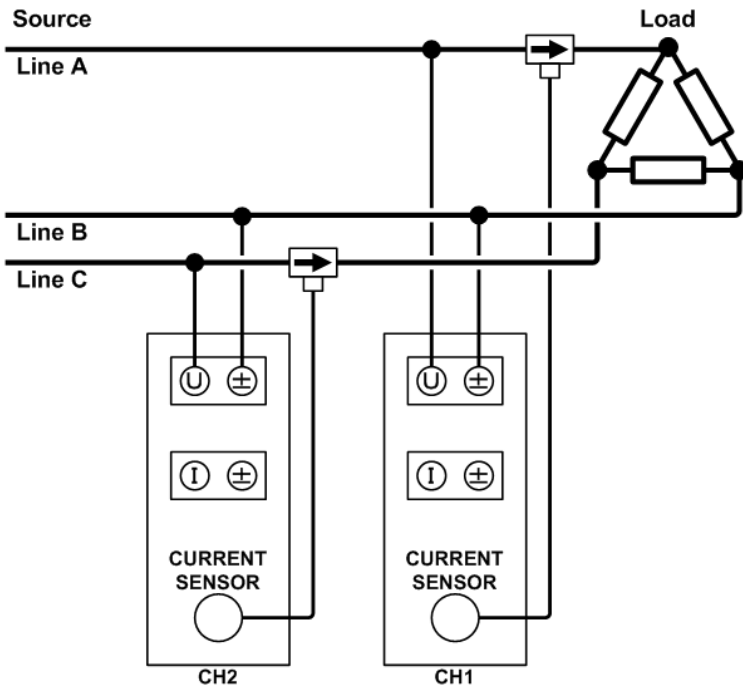 Source
Load
Line A
Line B
Line C
U ±
U ±
I ±
I ±
CURRENT
SENSOR
CURRENT
SENSOR
CH2
CH1